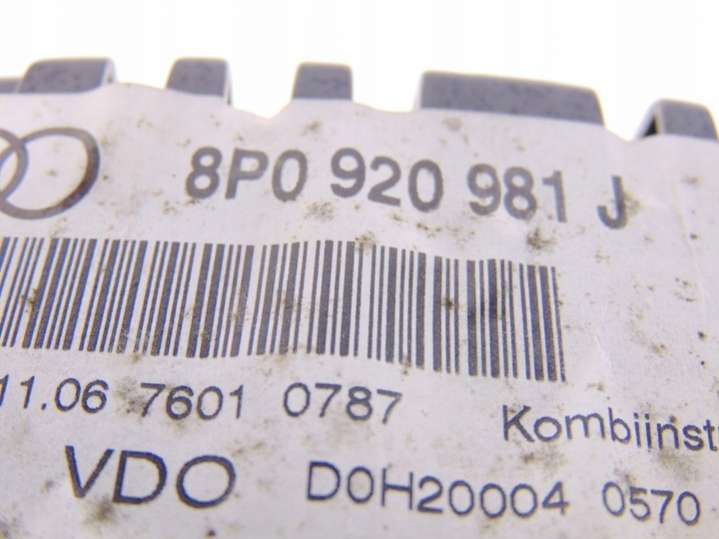 8P0 920 981 J
11.06 7601 0787
Kombiinst
VDO D0H20004 0570